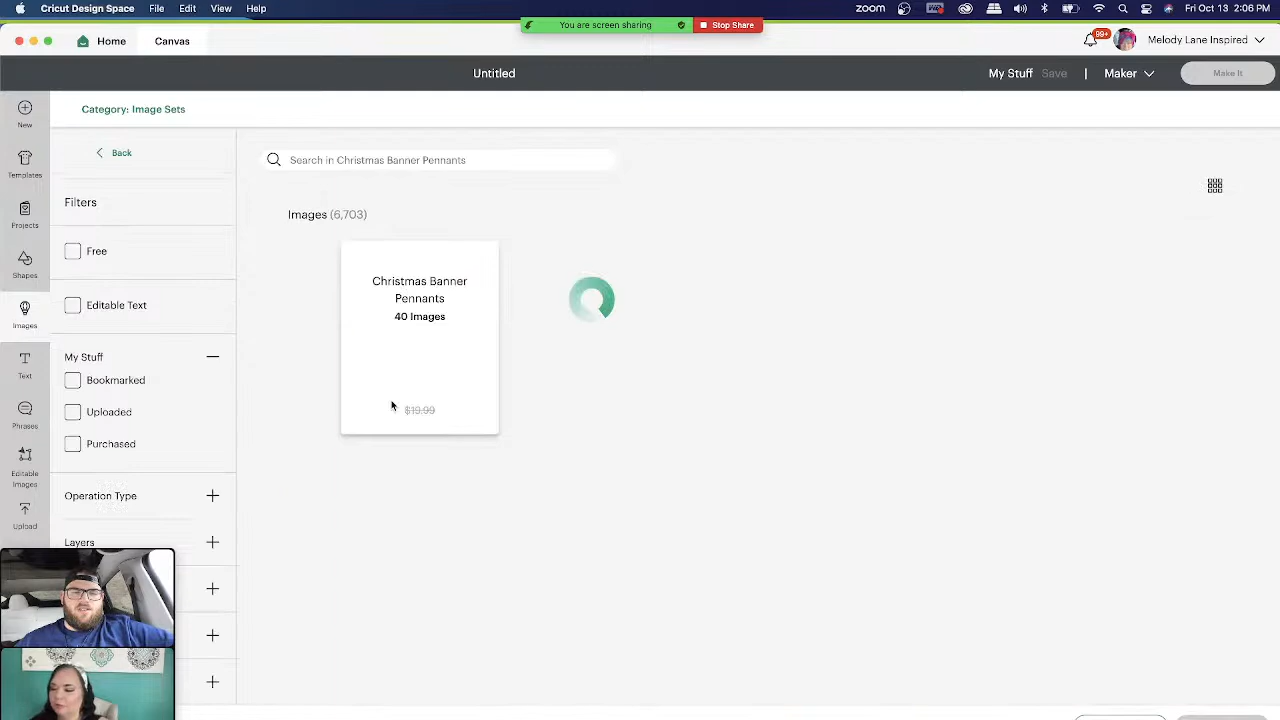 Cricut Design Space File Edit View Help
zoom Fri Oct 13 2:06 PM
You are screen sharing Stop Share
Home Canvas
99+ Melody Lane Inspired
Untitled
My Stuff Save | Maker Make It
Category: Image Sets
New
Templates
Projects
Shapes
Images
Text
Phrases
Editable
Images
Upload
Back
Filters
Free
Editable Text
My Stuff
Bookmarked
Uploaded
Purchased
Operation Type
Layers
Search in Christmas Banner Pennants
Images (6,703)
Christmas Banner
Pennants
40 Images
$19.99